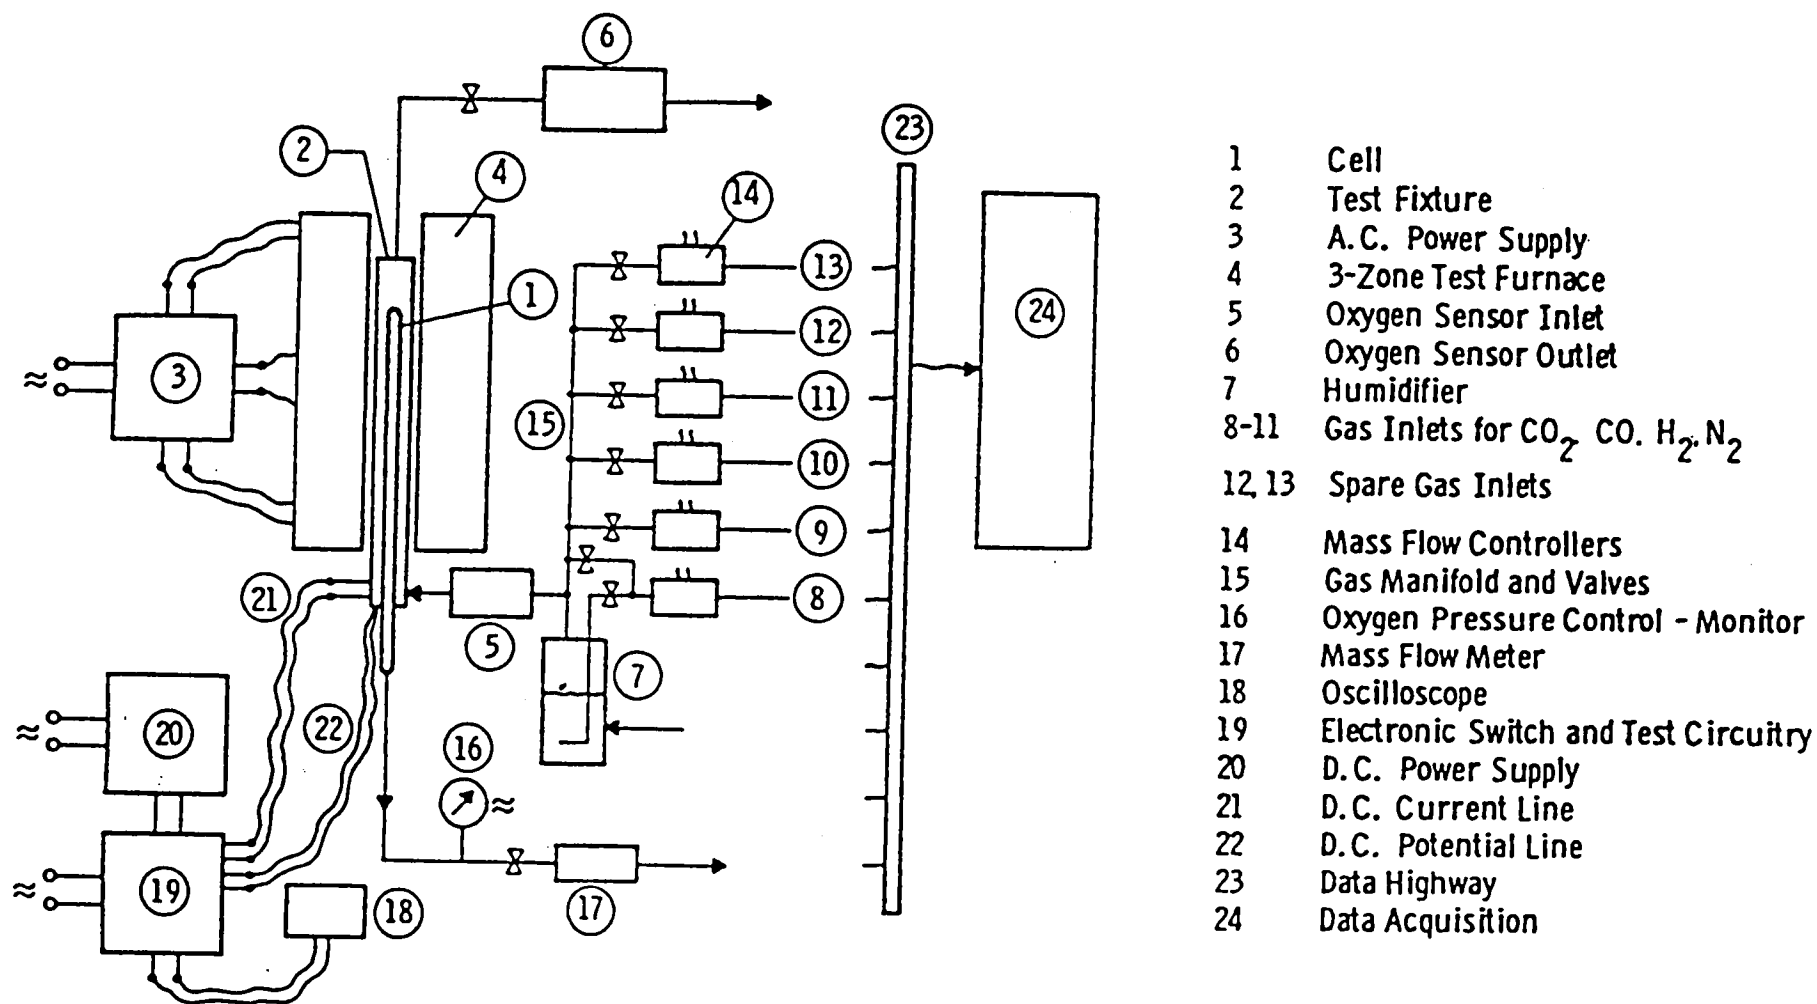 6
23
2
4
14
13
1
12
24
3
11
15
10
9
21
8
5
7
22
20
16
19
18
17
1 Cell
2 Test Fixture
3 A.C. Power Supply
4 3-Zone Test Furnace
5 Oxygen Sensor Inlet
6 Oxygen Sensor Outlet
7 Humidifier
8-11 Gas Inlets for CO2, CO. H2, N2
12, 13 Spare Gas Inlets
14 Mass Flow Controllers
15 Gas Manifold and Valves
16 Oxygen Pressure Control - Monitor
17 Mass Flow Meter
18 Oscilloscope
19 Electronic Switch and Test Circuitry
20 D.C. Power Supply
21 D.C. Current Line
22 D.C. Potential Line
23 Data Highway
24 Data Acquisition